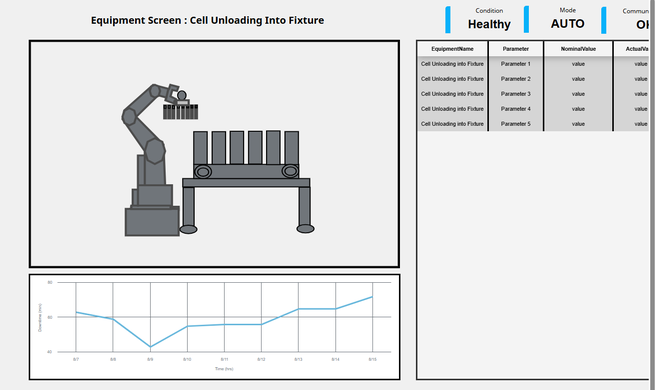 Equipment Screen : Cell Unloading Into Fixture
Condition
Healthy
Mode
AUTO
Commun
OK
EquipmentName Parameter NominalValue ActualVa
Cell Unloading into Fixture Parameter 1 value value
Cell Unloading into Fixture Parameter 2 value value
Cell Unloading into Fixture Parameter 3 value value
Cell Unloading into Fixture Parameter 4 value value
Cell Unloading into Fixture Parameter 5 value value
8/7 8/8 8/9 8/10 8/11 8/12 8/13 8/14 8/15
Time (hrs)